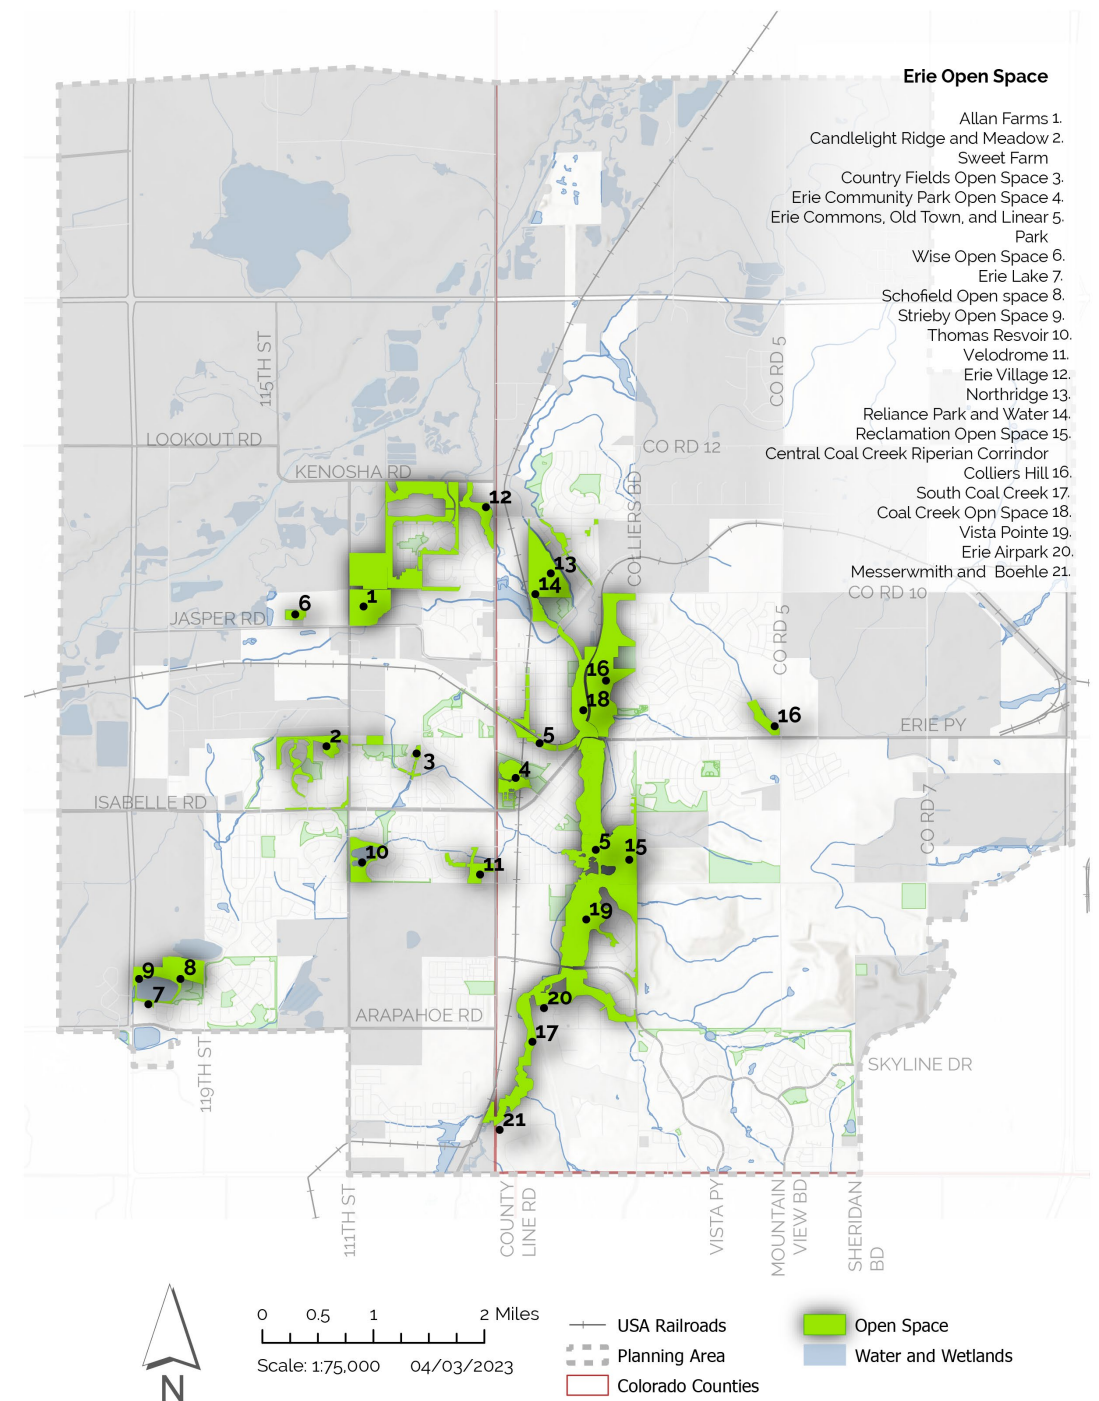 Erie Open Space
Allan Farms 1.
Candlelight Ridge and Meadow 2.
Sweet Farm
Country Fields Open Space 3.
Erie Community Park Open Space 4.
Erie Commons, Old Town, and Linear 5.
Park
Wise Open Space 6.
Erie Lake 7.
Schofield Open space 8.
Strieby Open Space 9.
Thomas Resvoir 10.
Velodrome 11.
Erie Village 12.
Northridge 13.
Reliance Park and Water 14.
Reclamation Open Space 15.
Central Coal Creek Riperian Corrindor
Colliers Hill 16.
South Coal Creek 17.
Coal Creek Opn Space 18.
Vista Pointe 19.
Erie Airpark 20.
Messerwmith and Boehle 21.
115TH ST
CO RD 5
LOOKOUT RD
CO RD 12
KENOSHA RD
COLLIERS BD
12
13
14
1
6
JASPER RD
CO RD 10
CO RD 5
16
18
16
ERIE PY
5
2
3
4
ISABELLE RD
CO RD 7
10
11
5
15
19
9
8
7
20
ARAPAHOE RD
17
119TH ST
SKYLINE DR
21
111TH ST
COUNTY
LINE RD
VISTA PY
MOUNTAIN
VIEW BD
SHERIDAN
BD
N
0 0.5 1 2 Miles
Scale: 1:75,000 04/03/2023
USA Railroads
Planning Area
Colorado Counties
Open Space
Water and Wetlands